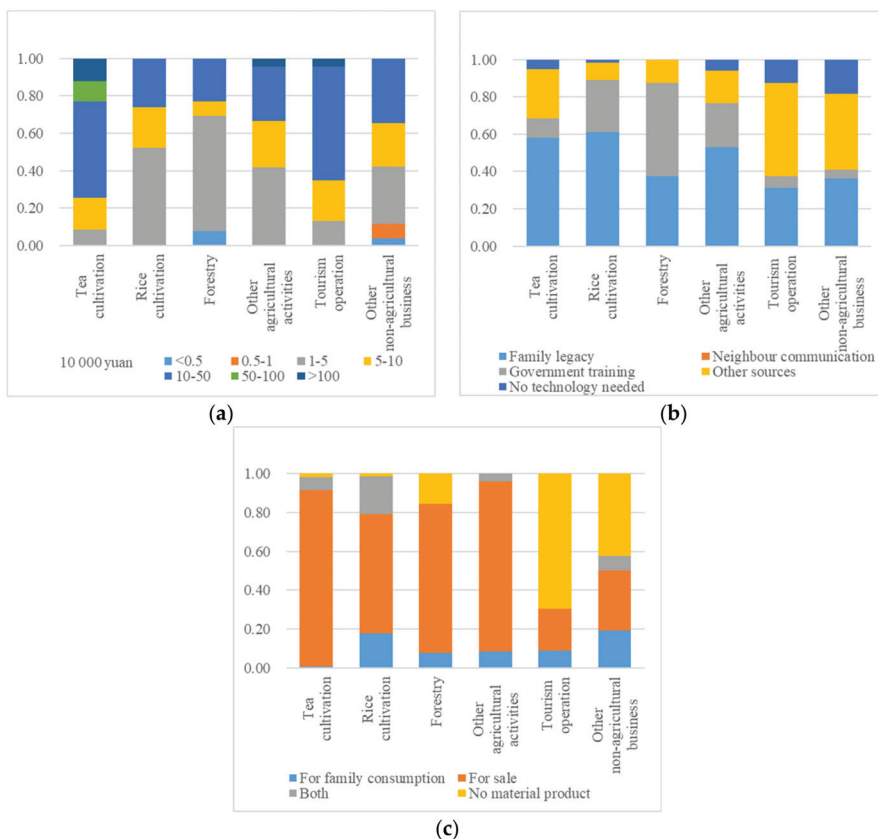 1.00
0.80
0.60
0.40
0.20
0.00
Tea
cultivation
Rice
cultivation
Forestry
Other
agricultural
activities
Tourism
operation
Other
non-agricultural
business
10 000 yuan <0.5 0.5-1 1-5 5-10
10-50 50-100 >100
(a)
1.00
0.80
0.60
0.40
0.20
0.00
Tea
cultivation
Rice
cultivation
Forestry
Other
agricultural
activities
Tourism
operation
Other
non-agricultural
business
Family legacy Neighbour communication
Government training Other sources
No technology needed
(b)
1.00
0.80
0.60
0.40
0.20
0.00
Tea
cultivation
Rice
cultivation
Forestry
Other
agricultural
activities
Tourism
operation
Other
non-agricultural
business
For family consumption For sale
Both No material product
(c)